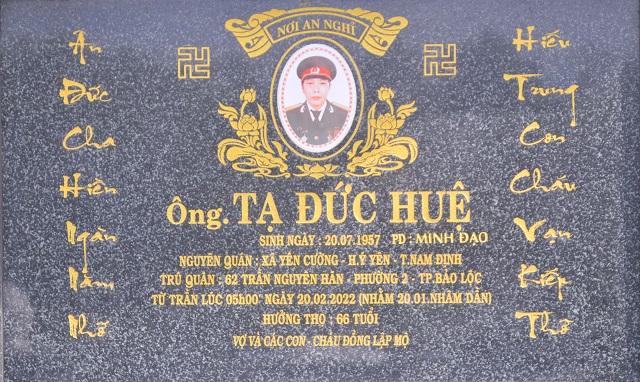 NƠI AN NGHỈ
Ân
Đức
Cha
Hiền
Ngàn
Năm
Nhớ
Ông. TẠ ĐỨC HUỆ
SINH NGÀY : 20.07.1957 PD : MINH ĐẠO
NGUYÊN QUÁN : XÃ YÊN CƯỜNG - H.Ý YÊN - T.NAM ĐỊNH
TRÚ QUÁN : 62 TRẦN NGUYÊN HÃN - PHƯỜNG 2 - TP.BẢO LỘC
TỪ TRẦN LÚC 05h00' NGÀY 20.02.2022 (NHẰM 20.01.NHÂM DẦN)
HƯỞNG THỌ : 66 TUỔI
VỢ VÀ CÁC CON - CHÁU ĐỒNG LẬP MỘ
Hiếu
Trung
Con
Cháu
Vạn
Kiếp
Thờ